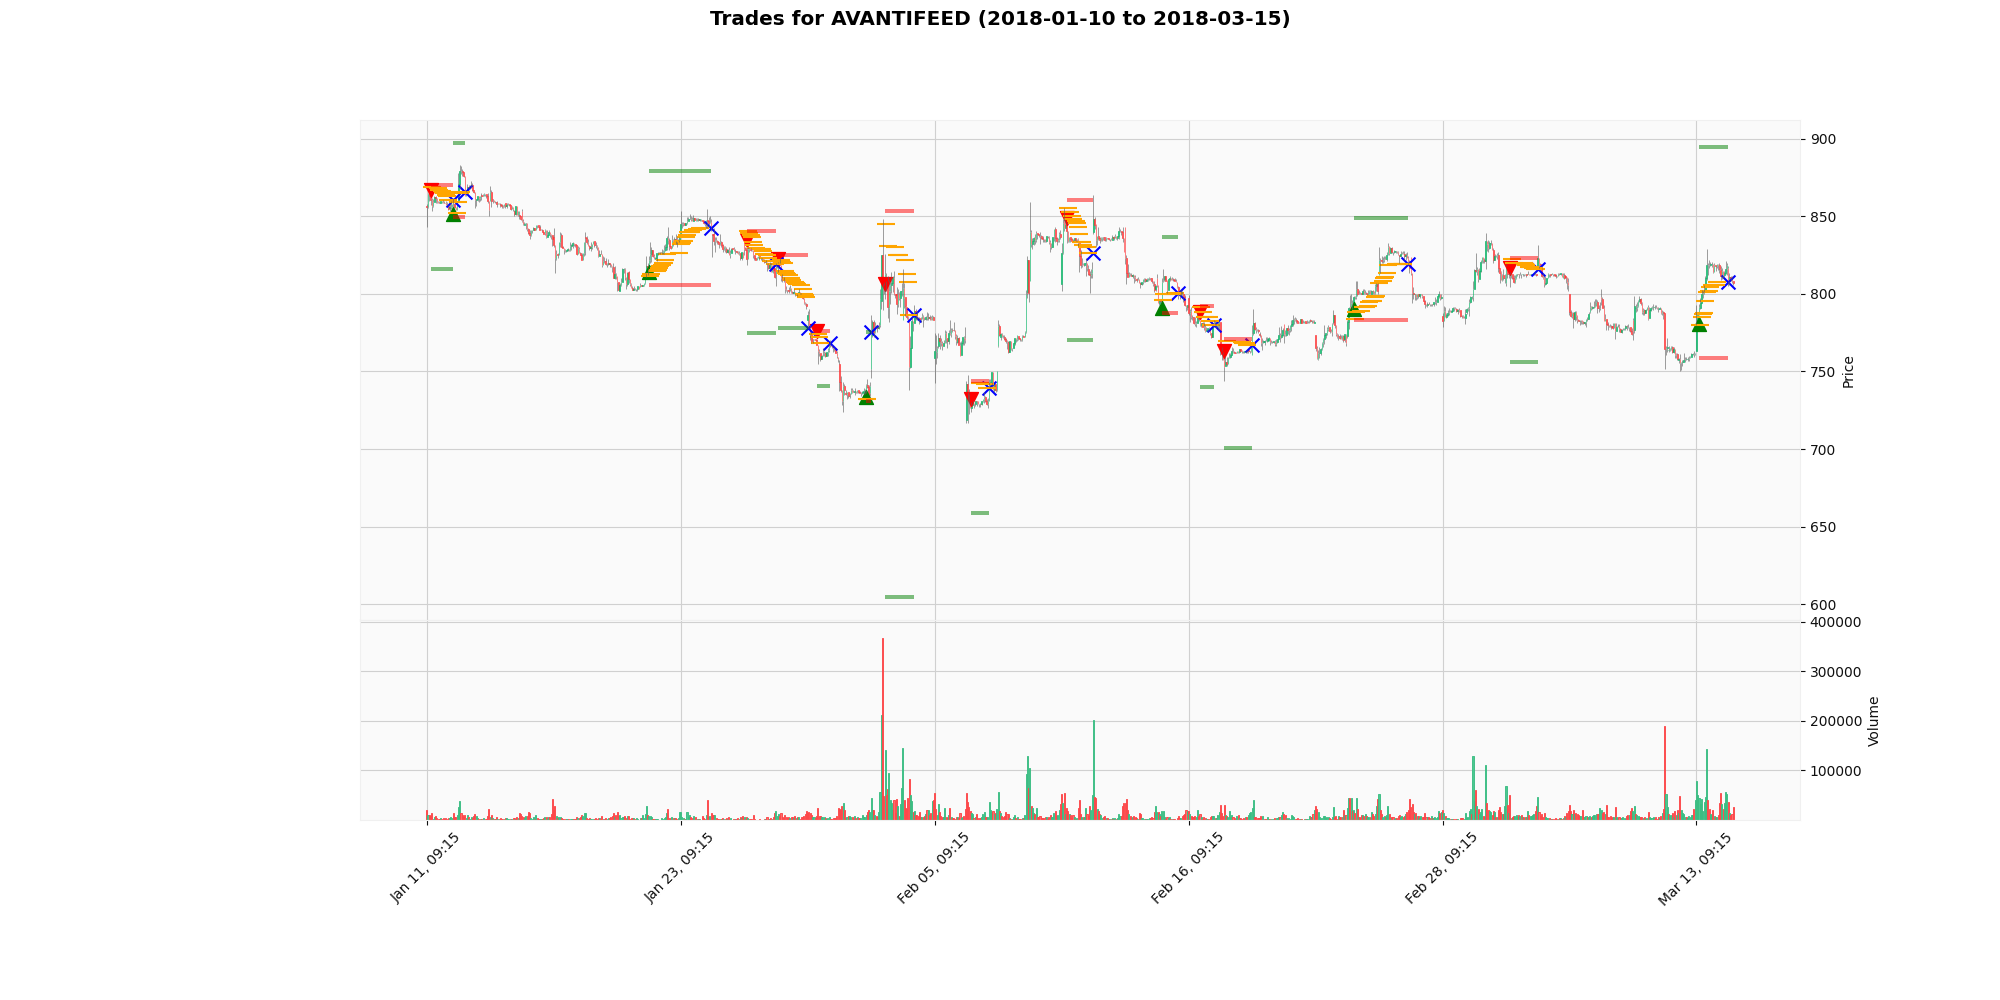 Trades for AVANTIFEED (2018-01-10 to 2018-03-15)
900
850
800
750
700
650
600
Price
400000
300000
200000
100000
Volume
Jan 11, 09:15
Jan 23, 09:15
Feb 05, 09:15
Feb 16, 09:15
Feb 28, 09:15
Mar 13, 09:15